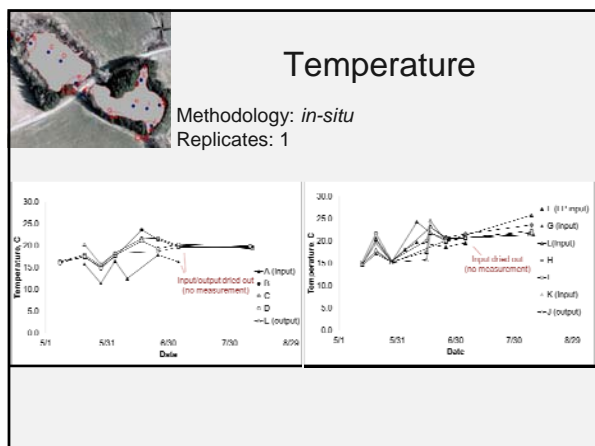 Temperature
Methodology: in-situ
Replicates: 1
30.0
25.0
20.0
15.0
10.0
5.0
0.0
Temperature, C
5/1
5/31
6/30
7/30
8/29
Date
Input/output dried out
(no measurement)
A (input)
B
C
D
L (output)
30.0
25.0
20.0
15.0
10.0
5.0
0.0
Temperature, C
5/1
5/31
6/30
7/30
8/29
Date
Input dried out
(no measurement)
G (input)
L(input)
H
I
K (input)
J (output)